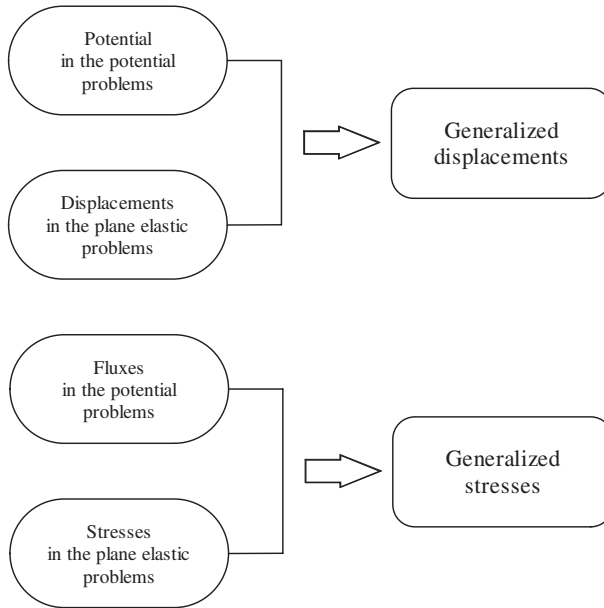 Potential
in the potential
problems
Displacements
in the plane elastic
problems
Generalized
displacements
Fluxes
in the potential
problems
Stresses
in the plane elastic
problems
Generalized
stresses